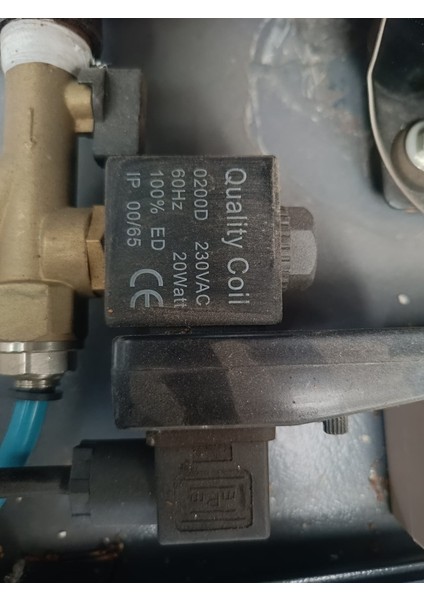 Quality Coil
0200D 230VAC
60Hz 20Watt
100% ED
IP 00/65
CE